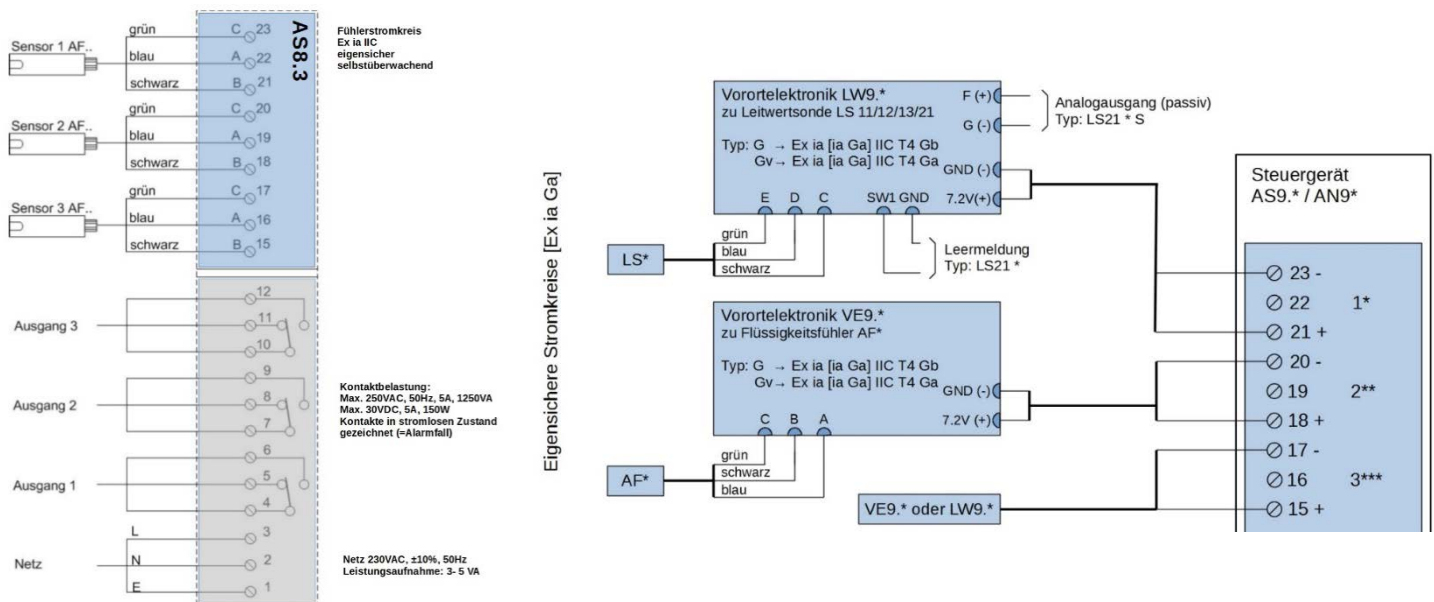 AS8.3
Sensor 1 AF..
grün
C 23
blau
A 22
schwarz
B 21
Sensor 2 AF..
grün
C 20
blau
A 19
schwarz
B 18
Sensor 3 AF..
grün
C 17
blau
A 16
schwarz
B 15
Fühlerstromkreis
Ex ia IIC
eigensicher
selbstüberwachend
12
Ausgang 3
11
10
9
Ausgang 2
8
7
6
Ausgang 1
5
4
L
3
Netz
N
2
E
1
Kontaktbelastung:
Max. 250VAC, 50Hz, 5A, 1250VA
Max. 30VDC, 5A, 150W
Kontakte in stromlosen Zustand
gezeichnet (=Alarmfall)
Netz 230VAC, ±10%, 50Hz
Leistungsaufnahme: 3- 5 VA
Eigensichere Stromkreise [Ex ia Ga]
Vorortelektronik LW9.*
zu Leitwertsonde LS 11/12/13/21
Typ: G → Ex ia [ia Ga] IIC T4 Gb
Gv → Ex ia [ia Ga] IIC T4 Ga
F (+)
G (-)
GND (-)
7.2V(+)
E D C SW1 GND
Analogausgang (passiv)
Typ: LS21 * S
grün
blau
schwarz
LS*
Leermeldung
Typ: LS21 *
Vorortelektronik VE9.*
zu Flüssigkeitsfühler AF*
Typ: G → Ex ia [ia Ga] IIC T4 Gb
Gv → Ex ia [ia Ga] IIC T4 Ga
GND (-)
7.2V (+)
C B A
grün
schwarz
blau
AF*
VE9.* oder LW9.*
Steuergerät
AS9.* / AN9*
23 -
22 1*
21 +
20 -
19 2**
18 +
17 -
16 3***
15 +